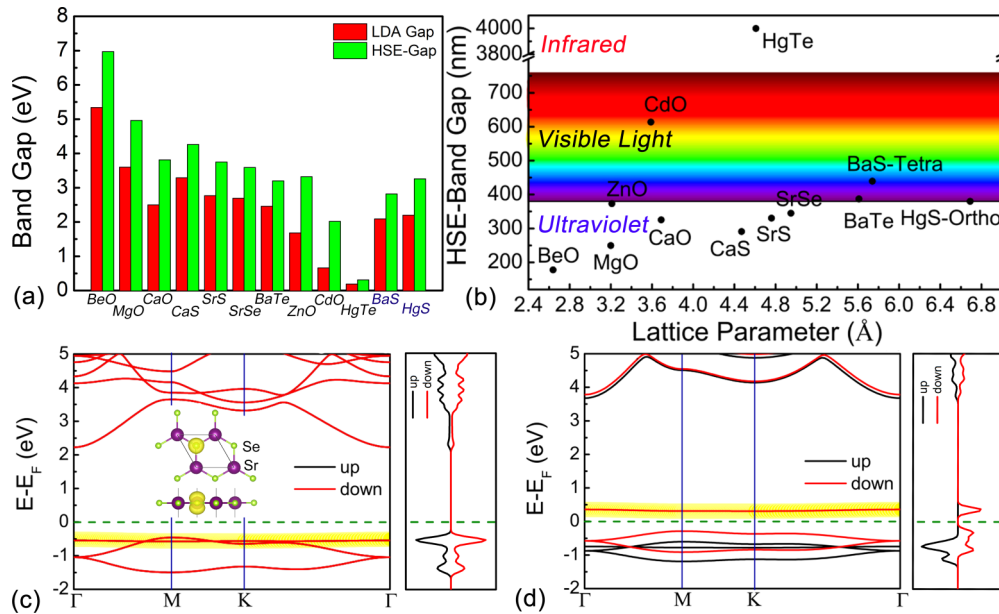 (a)
Band Gap (eV)
8
7
6
5
4
3
2
1
0
LDA Gap
HSE-Gap
BeO
MgO
CaO
CaS
SrS
SrSe
BaTe
ZnO
CdO
HgTe
BaS
HgS
(b)
HSE-Band Gap (nm)
4000
3800
700
600
500
400
300
200
Infrared
HgTe
CdO
Visible Light
BaS-Tetra
ZnO
SrSe
Ultraviolet
BaTe
HgS-Ortho
CaO
CaS
SrS
BeO
MgO
2.4 2.8 3.2 3.6 4.0 4.4 4.8 5.2 5.6 6.0 6.4 6.8
Lattice Parameter (Å)
(c)
E-EF (eV)
5
4
3
2
1
0
-1
-2
Se
Sr
up
down
Γ M K Γ
up
down
(d)
E-EF (eV)
5
4
3
2
1
0
-1
-2
up
down
Γ M K Γ
up
down